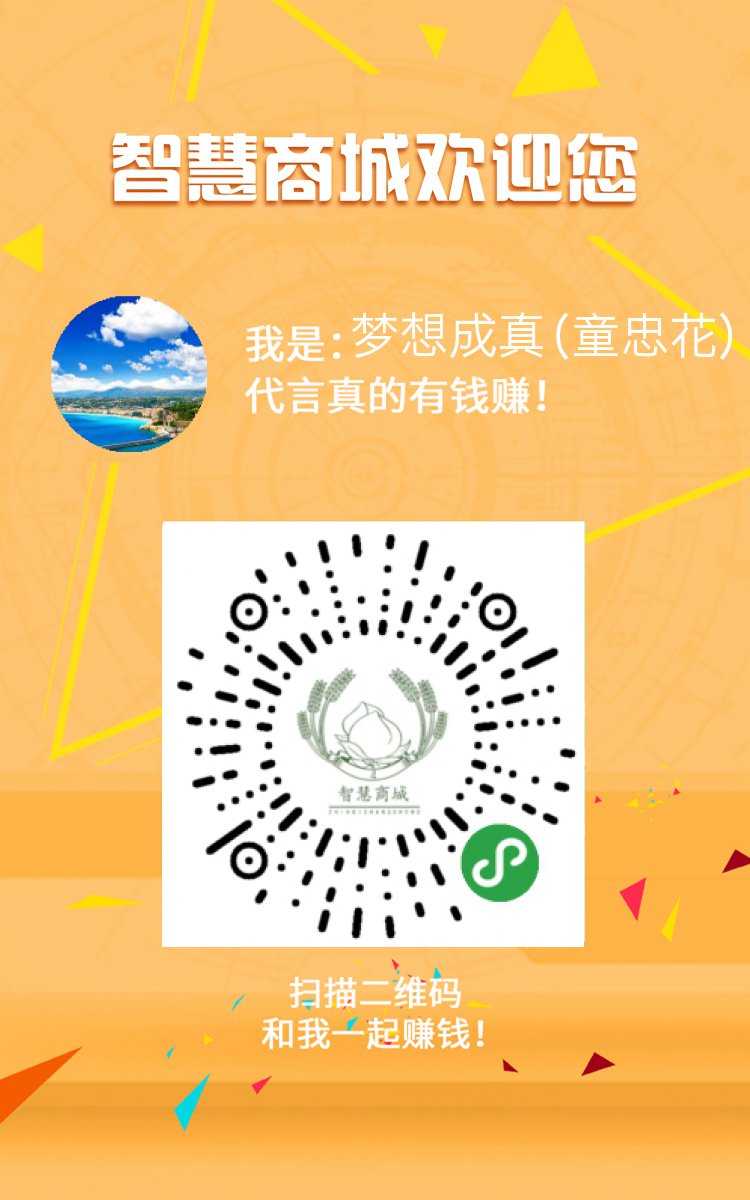 智慧商城欢迎您
我是:梦想成真(童忠花)
代言真的有钱赚!
智慧商城
扫描二维码
和我一起赚钱!